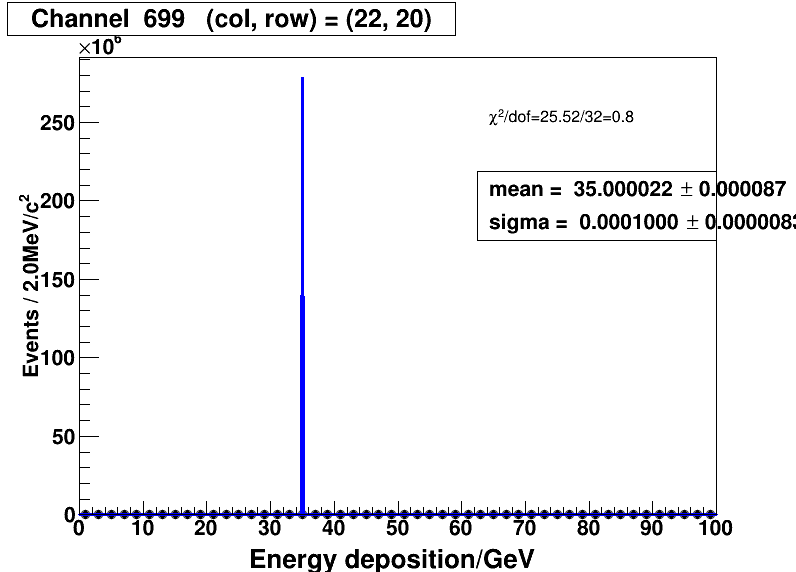 Channel  699   (col, row) = (22, 20)
×10⁶
χ²/dof=25.52/32=0.8
mean =  35.000022 ± 0.000087
sigma =  0.0001000 ± 0.0000083
Events / 2.0MeV/c²
250
200
150
100
50
0
0 10 20 30 40 50 60 70 80 90 100
Energy deposition/GeV